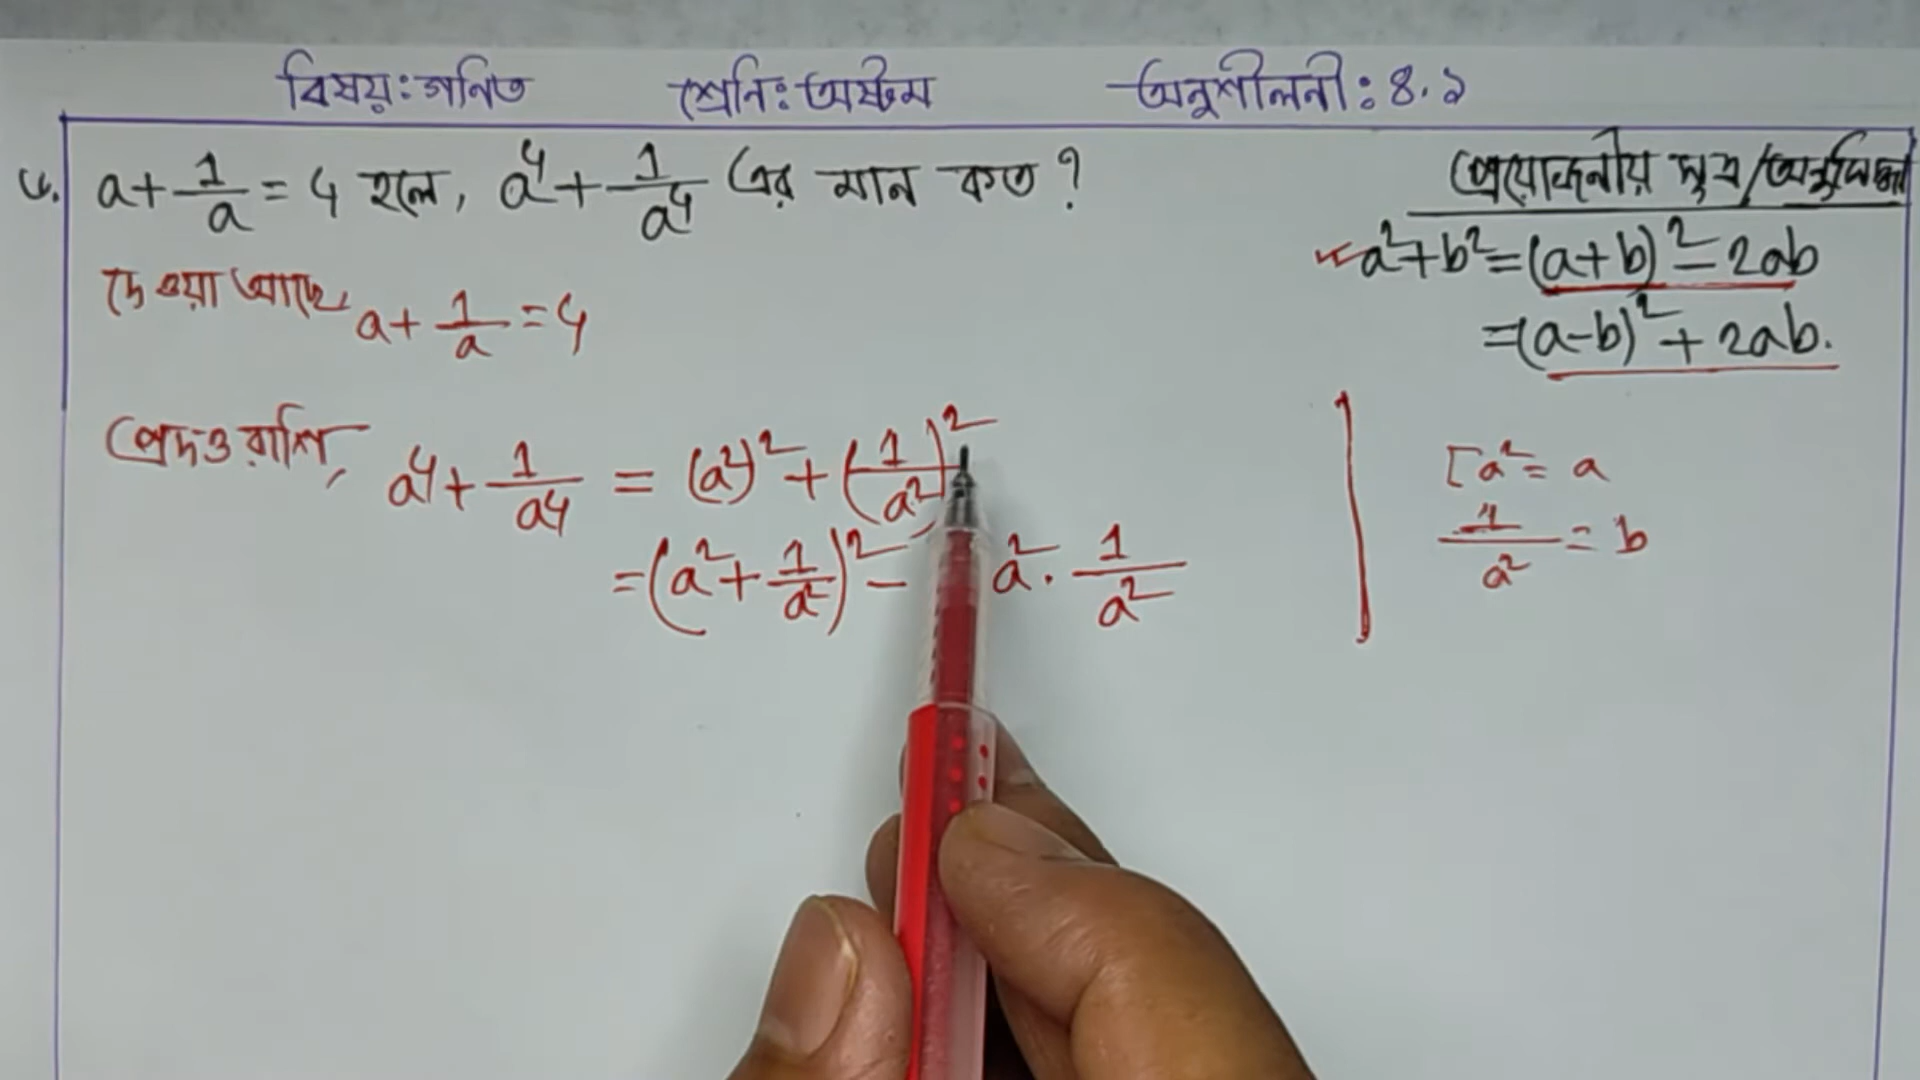 বিষয়: গনিত শ্রেনি: অষ্টম অনুশীলনী: ৪.১
৬. a + 1/a = 4 হলে, a⁴ + 1/a⁴ এর মান কত?
প্রয়োজনীয় সুত্র/অনুসিদ্ধা
a² + b² = (a+b)² - 2ab
= (a-b)² + 2ab.
দেওয়া আছে, a + 1/a = 4
প্রদত্ত রাশি, a⁴ + 1/a⁴ = (a²)² + (1/a²)²
= (a² + 1/a²)² - a² . 1/a²
[a² = a
1/a² = b